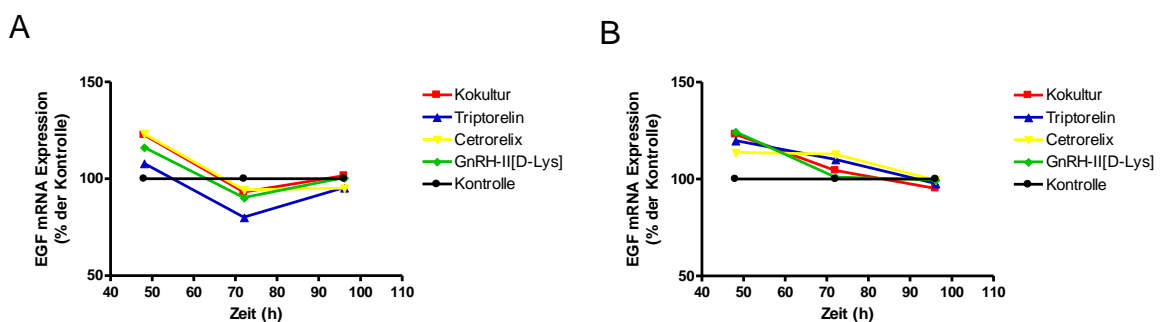 A
EGF mRNA Expression
(% der Kontrolle)
150
100
50
40 50 60 70 80 90 100 110
Zeit (h)
Kokultur
Triptorelin
Cetrorelix
GnRH-II[D-Lys]
Kontrolle
B
EGF mRNA Expression
(% der Kontrolle)
150
100
50
40 50 60 70 80 90 100 110
Zeit (h)
Kokultur
Triptorelin
Cetrorelix
GnRH-II[D-Lys]
Kontrolle